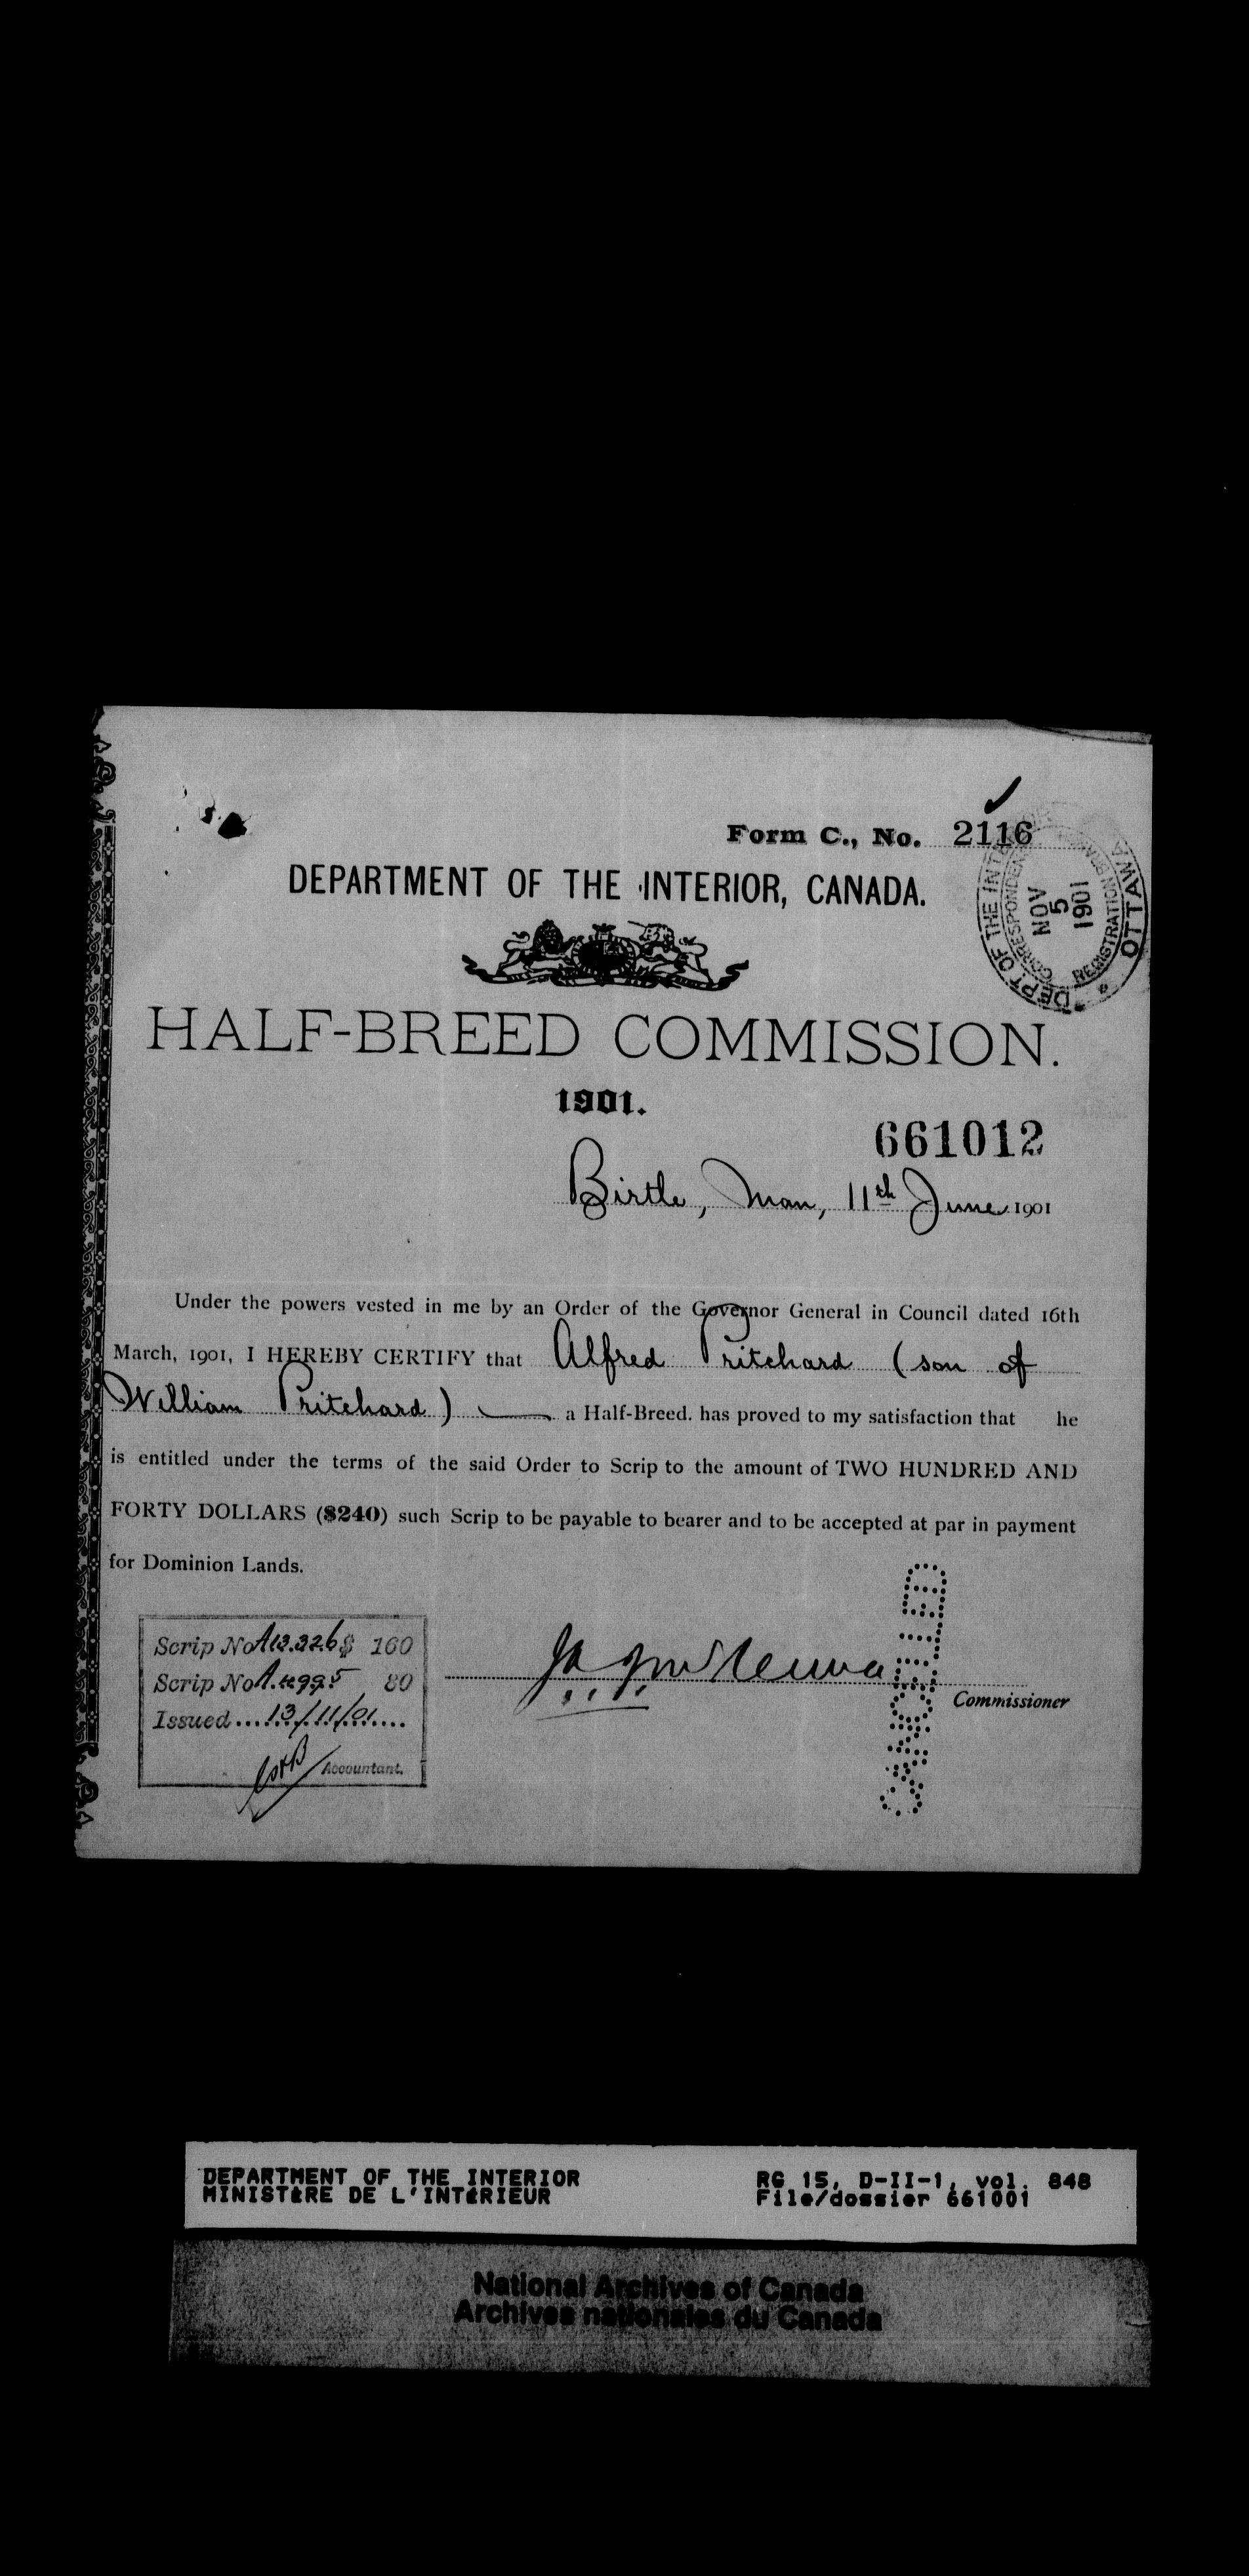 Form C., No. 2116
DEPARTMENT OF THE INTERIOR, CANADA.
DEPT OF THE INTERIOR
CORRESPONDENCE
NOV
5
1901
REGISTRATION BRANCH
OTTAWA
HALF-BREED COMMISSION.
1901.
661012
Birtle, Man, 11th June 1901
Under the powers vested in me by an Order of the Governor General in Council dated 16th
March, 1901, I HEREBY CERTIFY that Alfred Pritchard (son of
William Pritchard) a Half-Breed. has proved to my satisfaction that he
is entitled under the terms of the said Order to Scrip to the amount of TWO HUNDRED AND
FORTY DOLLARS ($240) such Scrip to be payable to bearer and to be accepted at par in payment
for Dominion Lands.
Scrip No A12.326 $ 160
Scrip No 80
Issued....13/11/01....
Accountant.
Commissioner
CANCELLED
DEPARTMENT OF THE INTERIOR
MINISTÈRE DE L'INTÉRIEUR
RG 15, D-II-1, vol. 848
File/dossier 661001
National Archives of Canada
Archives nationales du Canada